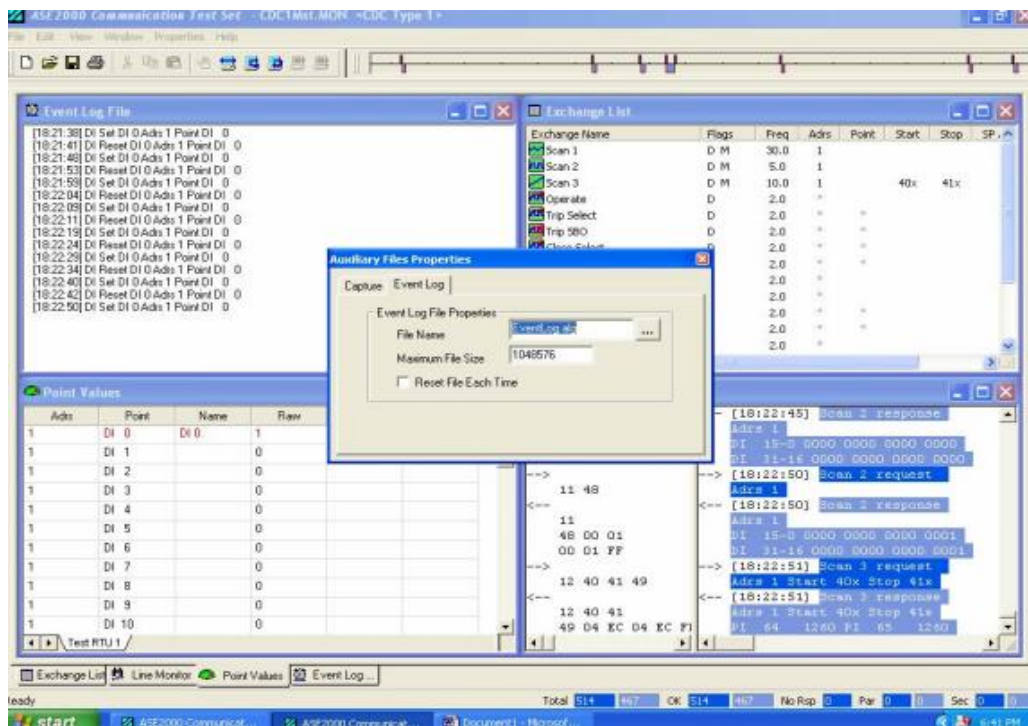 ASE2000 Communication Test Set - CDC1Mst.MON <CDC Type 1>
File Edit View Window Properties Help
Event Log File
[18:21:38] DI Set DI 0 Adrs 1 Point DI 0
[18:21:41] DI Reset DI 0 Adrs 1 Point DI 0
[18:21:48] DI Set DI 0 Adrs 1 Point DI 0
[18:21:53] DI Reset DI 0 Adrs 1 Point DI 0
[18:21:59] DI Set DI 0 Adrs 1 Point DI 0
[18:22:04] DI Reset DI 0 Adrs 1 Point DI 0
[18:22:09] DI Set DI 0 Adrs 1 Point DI 0
[18:22:11] DI Reset DI 0 Adrs 1 Point DI 0
[18:22:19] DI Set DI 0 Adrs 1 Point DI 0
[18:22:24] DI Reset DI 0 Adrs 1 Point DI 0
[18:22:29] DI Set DI 0 Adrs 1 Point DI 0
[18:22:34] DI Reset DI 0 Adrs 1 Point DI 0
[18:22:40] DI Set DI 0 Adrs 1 Point DI 0
[18:22:42] DI Reset DI 0 Adrs 1 Point DI 0
[18:22:50] DI Set DI 0 Adrs 1 Point DI 0
Exchange List
Exchange Name Flags Freq Adrs Point Start Stop SP
Scan 1 D M 30.0 1
Scan 2 D M 5.0 1
Scan 3 D M 10.0 1 40x 41x
Operate D 2.0 *
Trip Select D 2.0 * *
Trip SBO D 2.0 * *
Close Select D 2.0 * *
2.0 * *
2.0 *
2.0 *
2.0 * *
2.0 * *
2.0 *
Auxiliary Files Properties
Capture Event Log
Event Log File Properties
File Name EventLog.alg ...
Maximum File Size 1048576
Reset File Each Time
Point Values
Adrs Point Name Raw
1 DI 0 DI 0 1
1 DI 1 0
1 DI 2 0
1 DI 3 0
1 DI 4 0
1 DI 5 0
1 DI 6 0
1 DI 7 0
1 DI 8 0
1 DI 9 0
1 DI 10 0
Test RTU 1
-->
11 48
<--
11
48 00 01
00 01 FF
-->
12 40 41 49
<--
12 40 41
49 04 EC 04 EC F1
[18:22:45] Scan 2 response
Adrs 1
DI 15-0 0000 0000 0000 0000
DI 31-16 0000 0000 0000 0000
--> [18:22:50] Scan 2 request
Adrs 1
<-- [18:22:50] Scan 2 response
Adrs 1
DI 15-0 0000 0000 0000 0001
DI 31-16 0000 0000 0000 0001
--> [18:22:51] Scan 3 request
Adrs 1 Start 40x Stop 41x
<-- [18:22:51] Scan 3 response
Adrs 1 Start 40x Stop 41x
PI 64 1260 PI 65 1260
Exchange List Line Monitor Point Values Event Log ...
Ready Total 514 467 OK 514 467 No Rsp 0 Par 0 0 Sec 0
start ASE2000 Communicat... ASE2000 Communicat... Document1 - Microsof... 6:41 PM